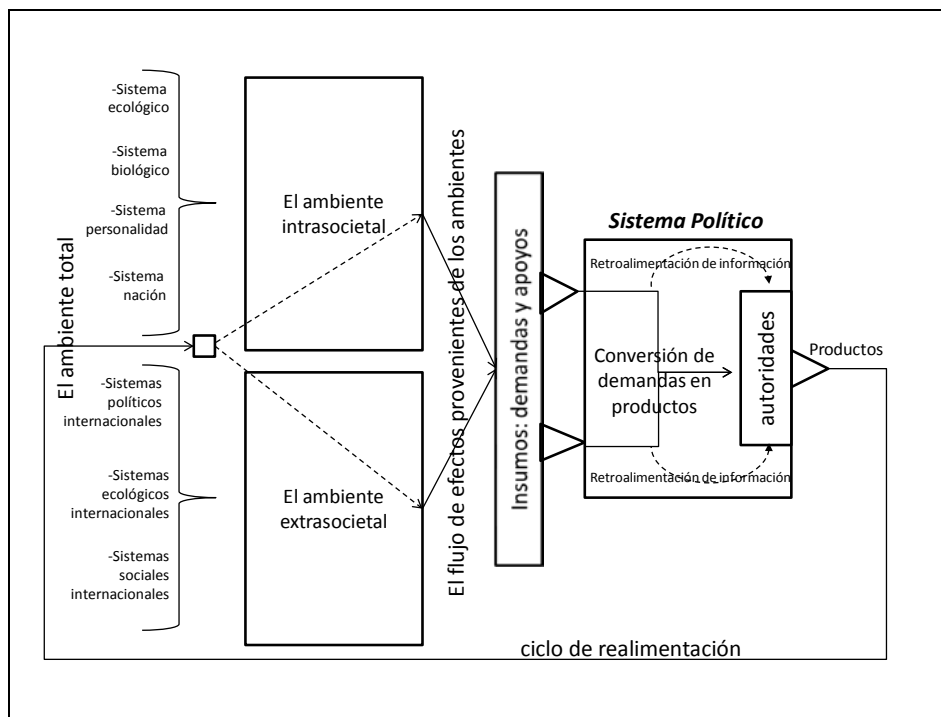 El ambiente total
-Sistema
ecológico
-Sistema
biológico
-Sistema
personalidad
-Sistema
nación
-Sistemas
políticos
internacionales
-Sistemas
ecológicos
internacionales
-Sistemas
sociales
internacionales
El ambiente
intrasocietal
El ambiente
extrasocietal
El flujo de efectos provenientes de los ambientes
Insumos: demandas y apoyos
Sistema Político
Retroalimentación de información
Conversión de
demandas en
productos
autoridades
Retroalimentación de información
Productos
ciclo de realimentación